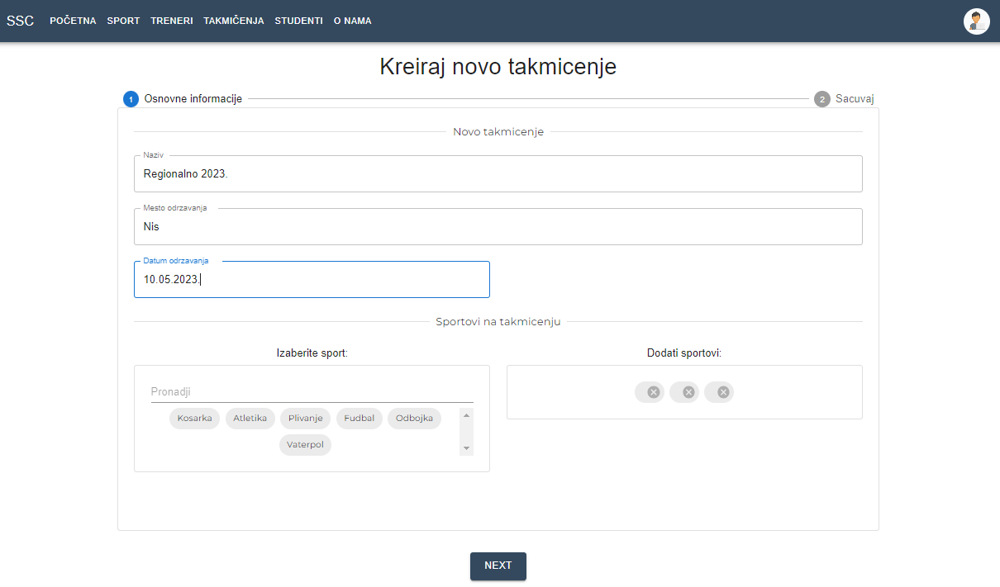 SSC POČETNA SPORT TRENERI TAKMIČENJA STUDENTI O NAMA
Kreiraj novo takmicenje
1 Osnovne informacije 2 Sacuvaj
Novo takmicenje
Naziv
Regionalno 2023.
Mesto odrzavanja
Nis
Datum odrzavanja
10.05.2023.
Sportovi na takmicenju
Izaberite sport:
Pronadji
Kosarka Atletika Plivanje Fudbal Odbojka
Vaterpol
Dodati sportovi:
NEXT